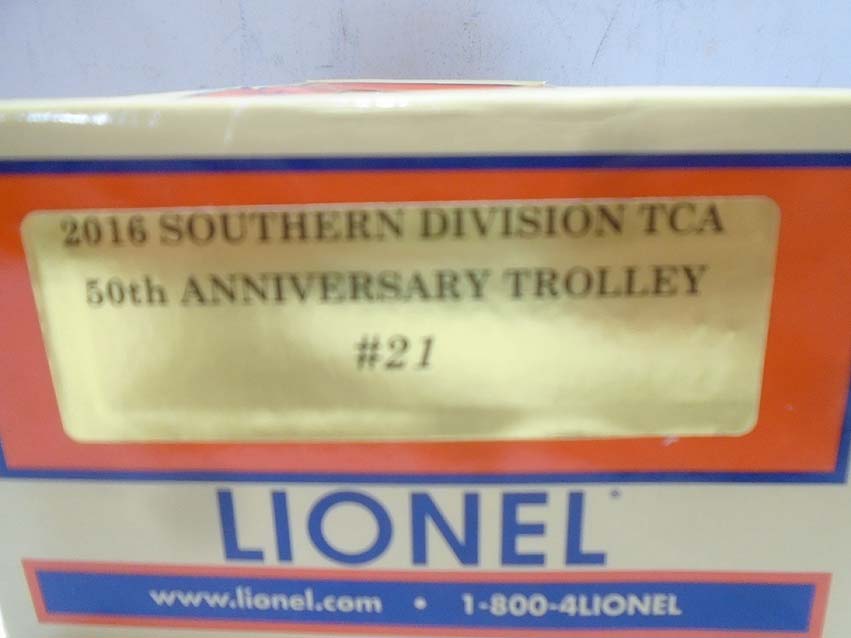 2016 SOUTHERN DIVISION TCA
50th ANNIVERSARY TROLLEY
#21
LIONEL
www.lionel.com • 1-800-4LIONEL